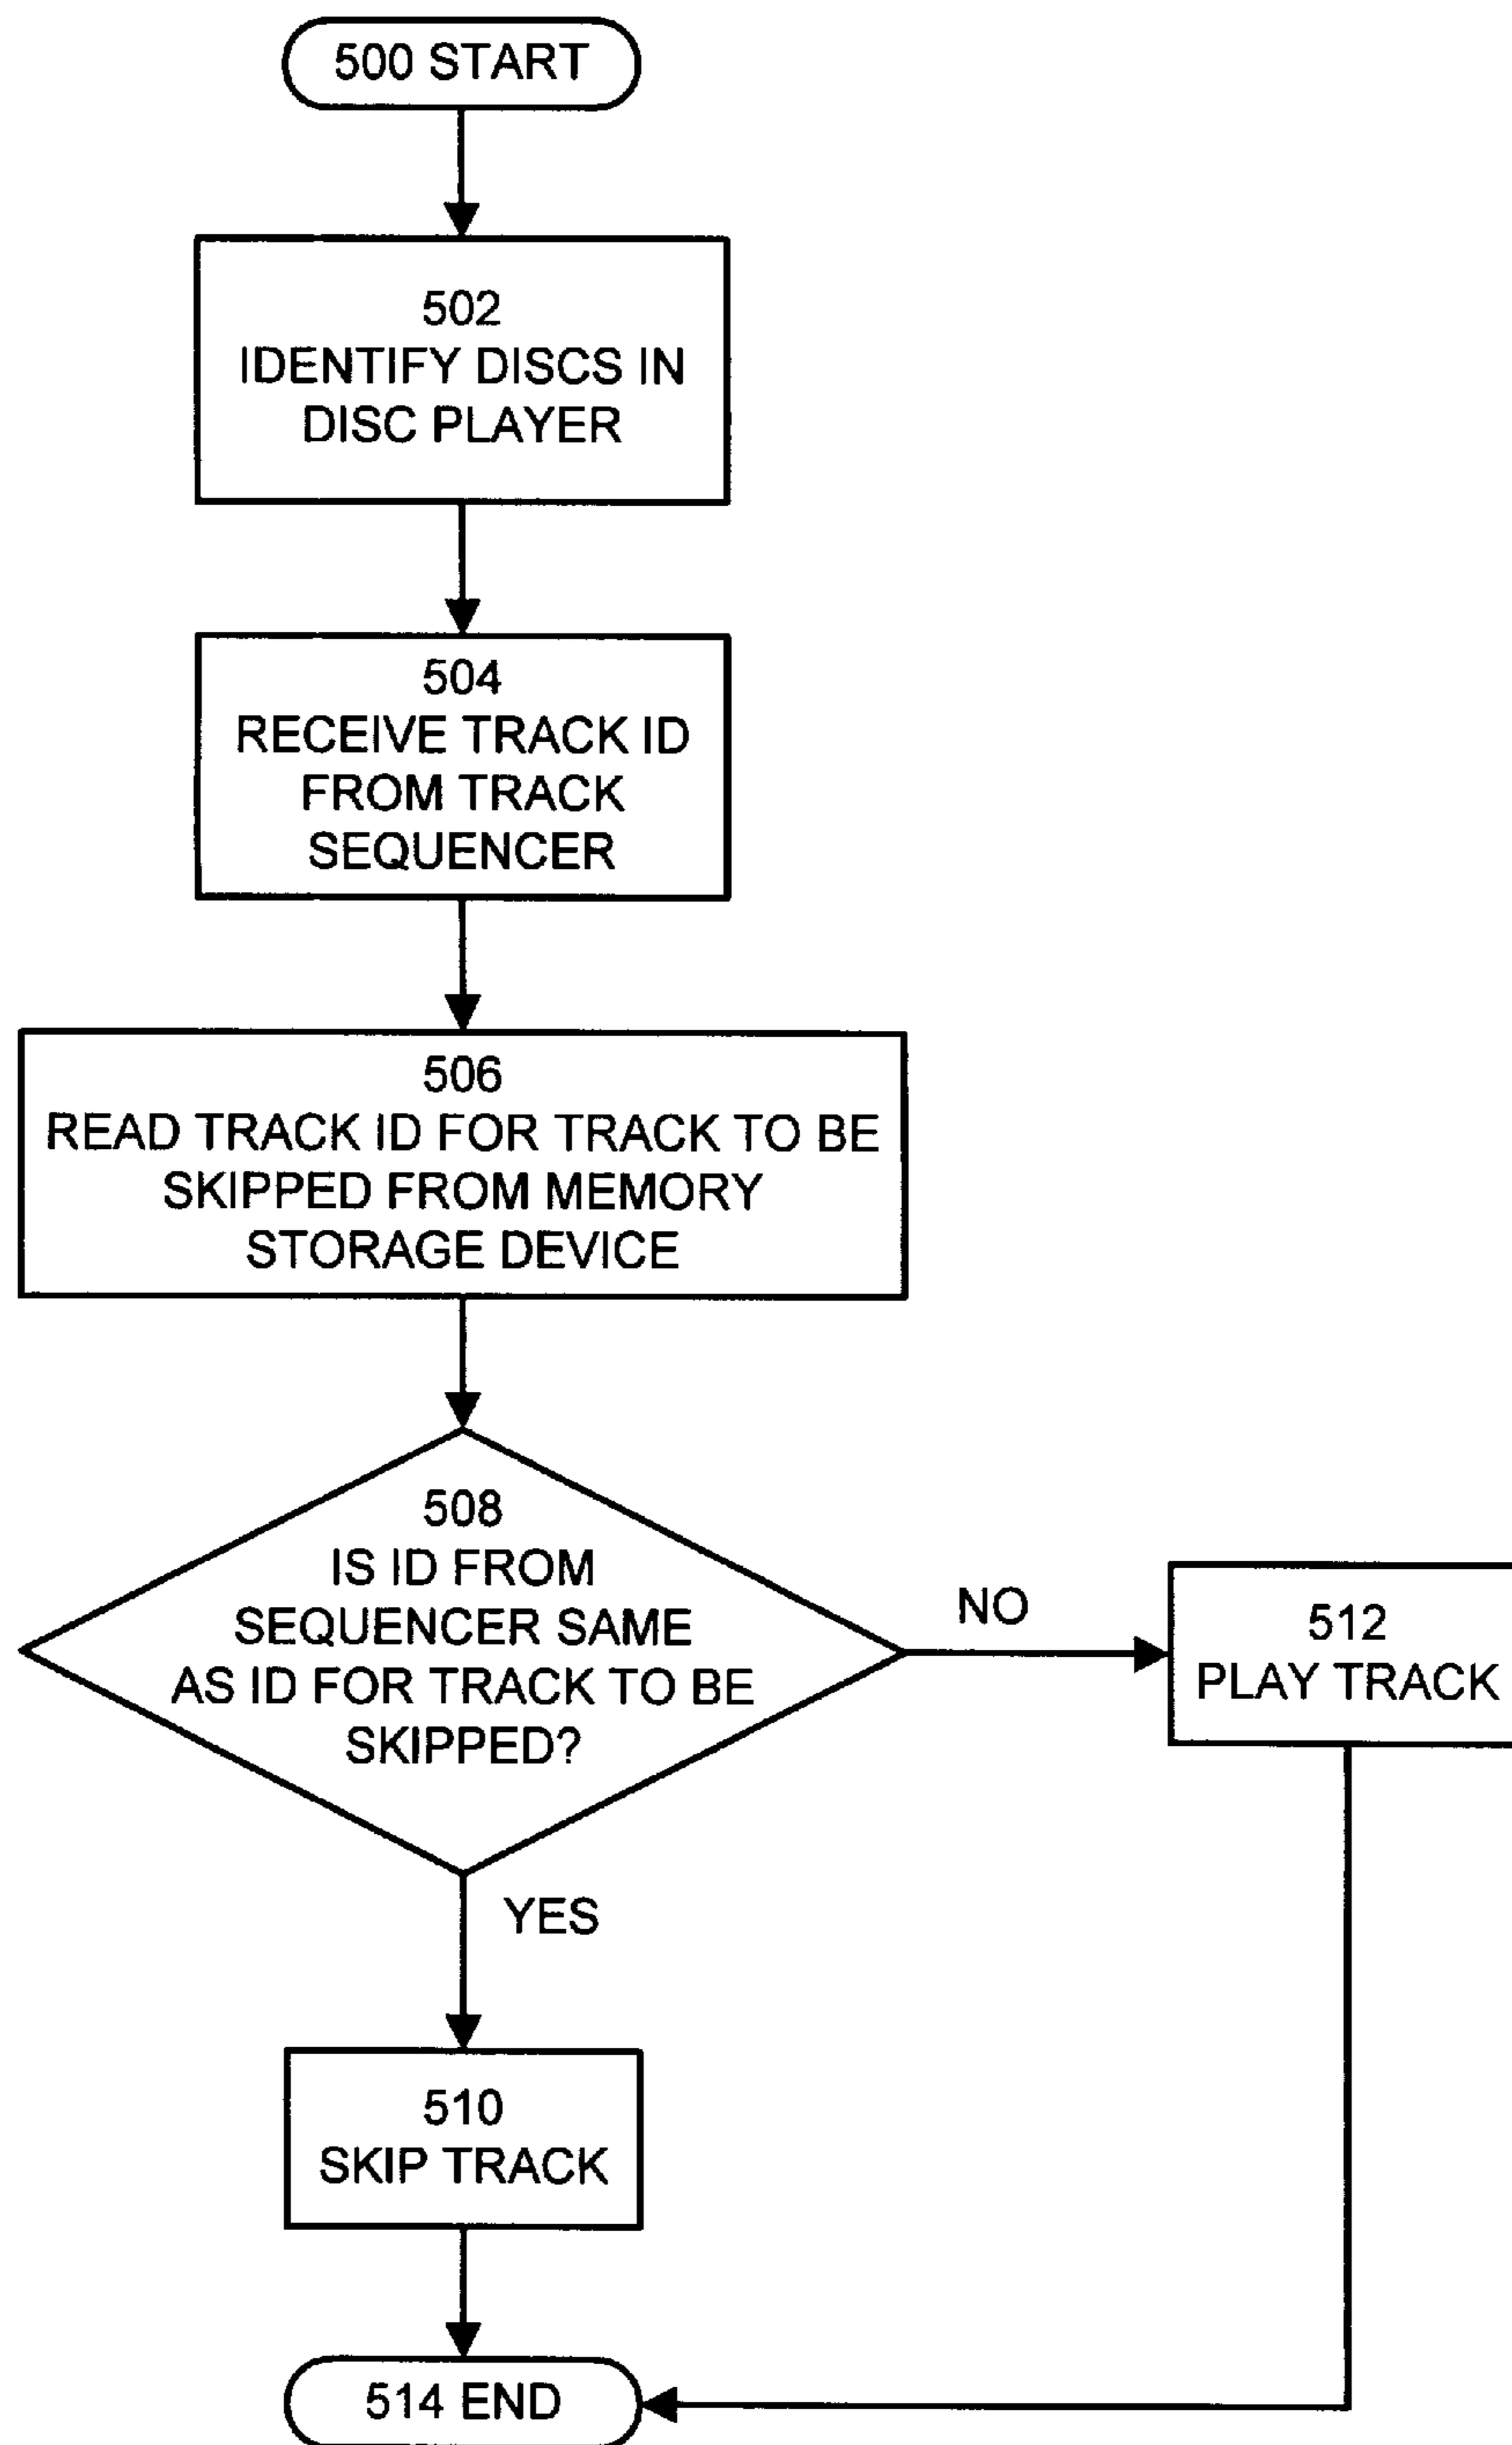 500 START
502
IDENTIFY DISCS IN
DISC PLAYER
504
RECEIVE TRACK ID
FROM TRACK
SEQUENCER
506
READ TRACK ID FOR TRACK TO BE
SKIPPED FROM MEMORY
STORAGE DEVICE
508
IS ID FROM
SEQUENCER SAME
AS ID FOR TRACK TO BE
SKIPPED?
NO
512
PLAY TRACK
YES
510
SKIP TRACK
514 END